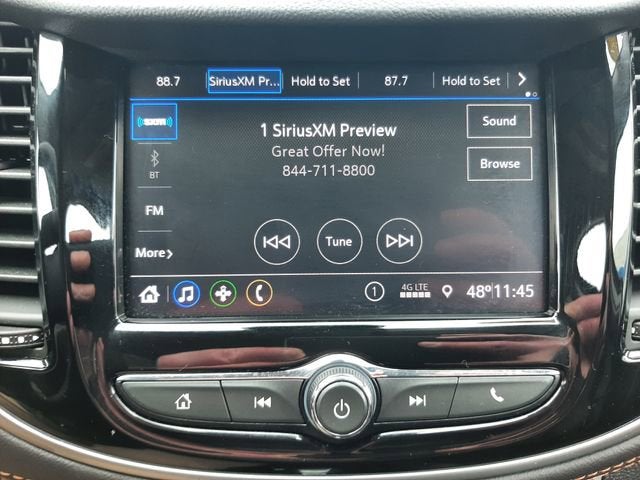 88.7 SiriusXM Pr... Hold to Set 87.7 Hold to Set
SXM
1 SiriusXM Preview
Sound
Great Offer Now!
844-711-8800
Browse
BT
FM
Tune
More
1 4G LTE 48° 11:45